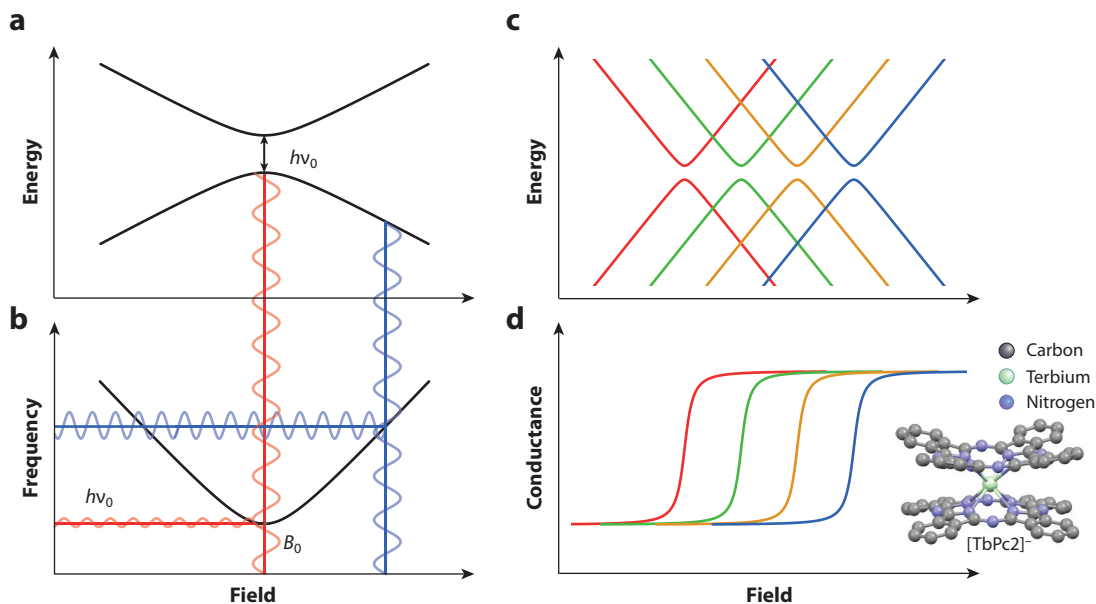 a
Energy
hν₀
b
Frequency
hν₀
B₀
Field
c
Energy
d
Conductance
Carbon
Terbium
Nitrogen
[TbPc2]⁻
Field